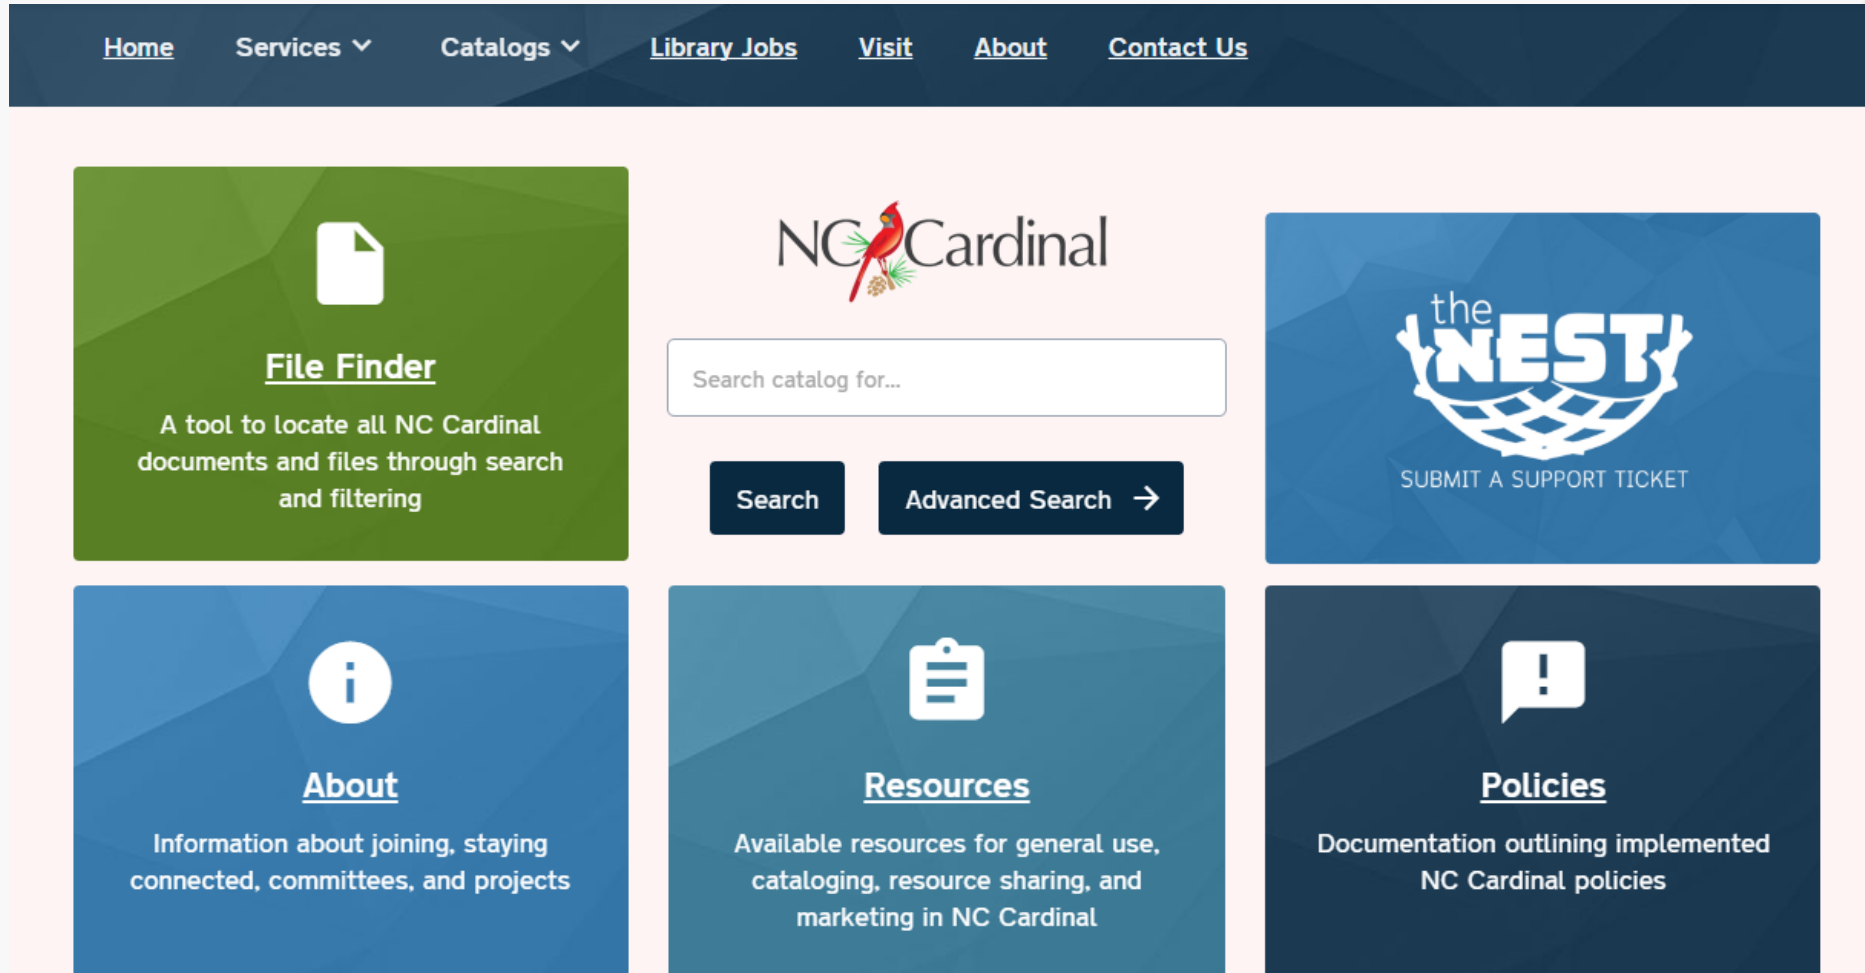 Home Services Catalogs Library Jobs Visit About Contact Us
File Finder
A tool to locate all NC Cardinal
documents and files through search
and filtering
NC Cardinal
Search catalog for...
Search Advanced Search
the
NEST
SUBMIT A SUPPORT TICKET
About
Information about joining, staying
connected, committees, and projects
Resources
Available resources for general use,
cataloging, resource sharing, and
marketing in NC Cardinal
Policies
Documentation outlining implemented
NC Cardinal policies